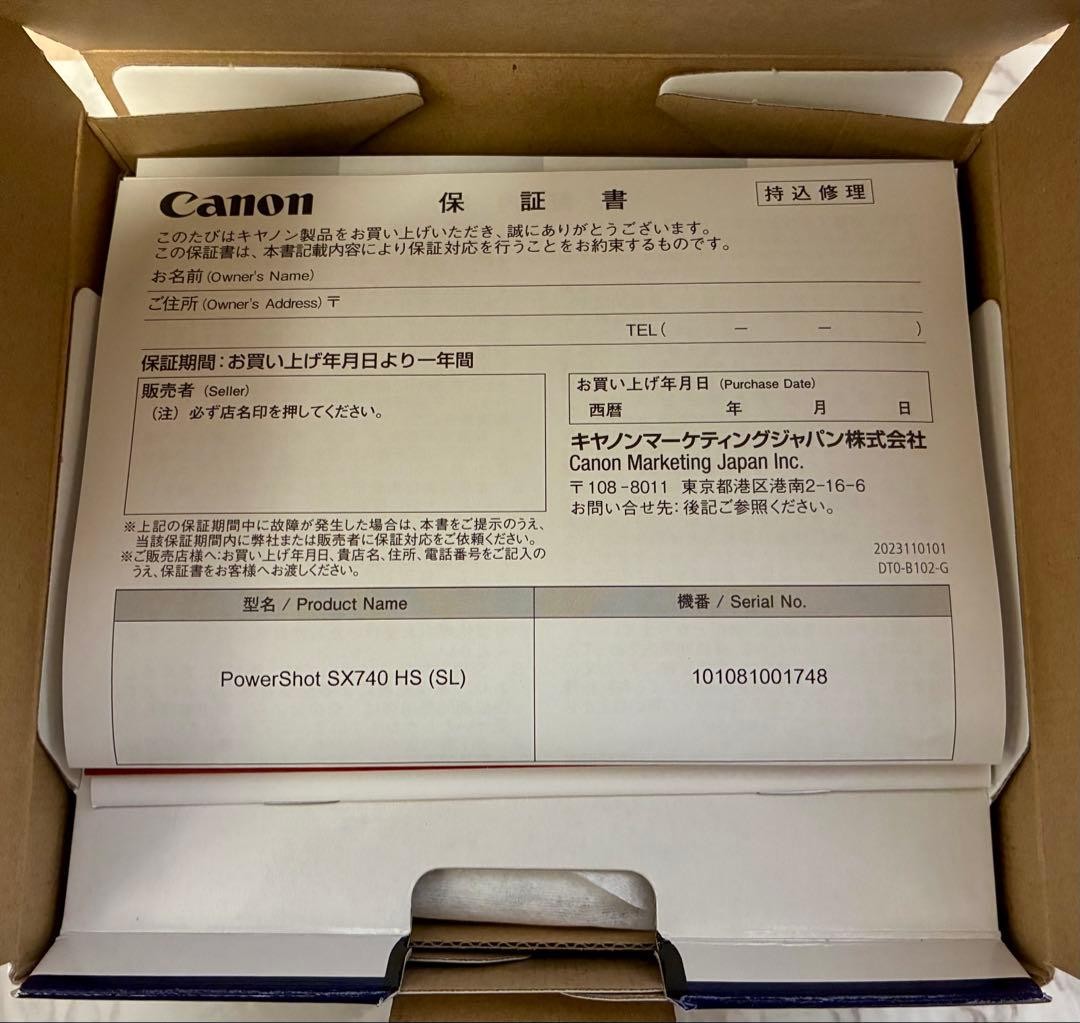 Canon 保証書 持込修理
このたびはキヤノン製品をお買い上げいただき、誠にありがとうございます。
この保証書は、本書記載内容により保証対応を行うことをお約束するものです。
お名前 (Owner's Name)
ご住所 (Owner's Address) 〒
TEL( － － )
保証期間：お買い上げ年月日より一年間
販売者 (Seller)
（注）必ず店名印を押してください。
お買い上げ年月日 (Purchase Date)
西暦 年 月 日
キヤノンマーケティングジャパン株式会社
Canon Marketing Japan Inc.
〒108-8011 東京都港区港南2-16-6
お問い合せ先：後記ご参照ください。
※上記の保証期間中に故障が発生した場合は、本書をご提示のうえ、
当該保証期間内に弊社または販売者に保証対応をご依頼ください。
※ご販売店様へ：お買い上げ年月日、貴店名、住所、電話番号をご記入の
うえ、保証書をお客様へお渡しください。
2023110101
DT0-B102-G
型名 / Product Name 機番 / Serial No.
PowerShot SX740 HS (SL) 101081001748